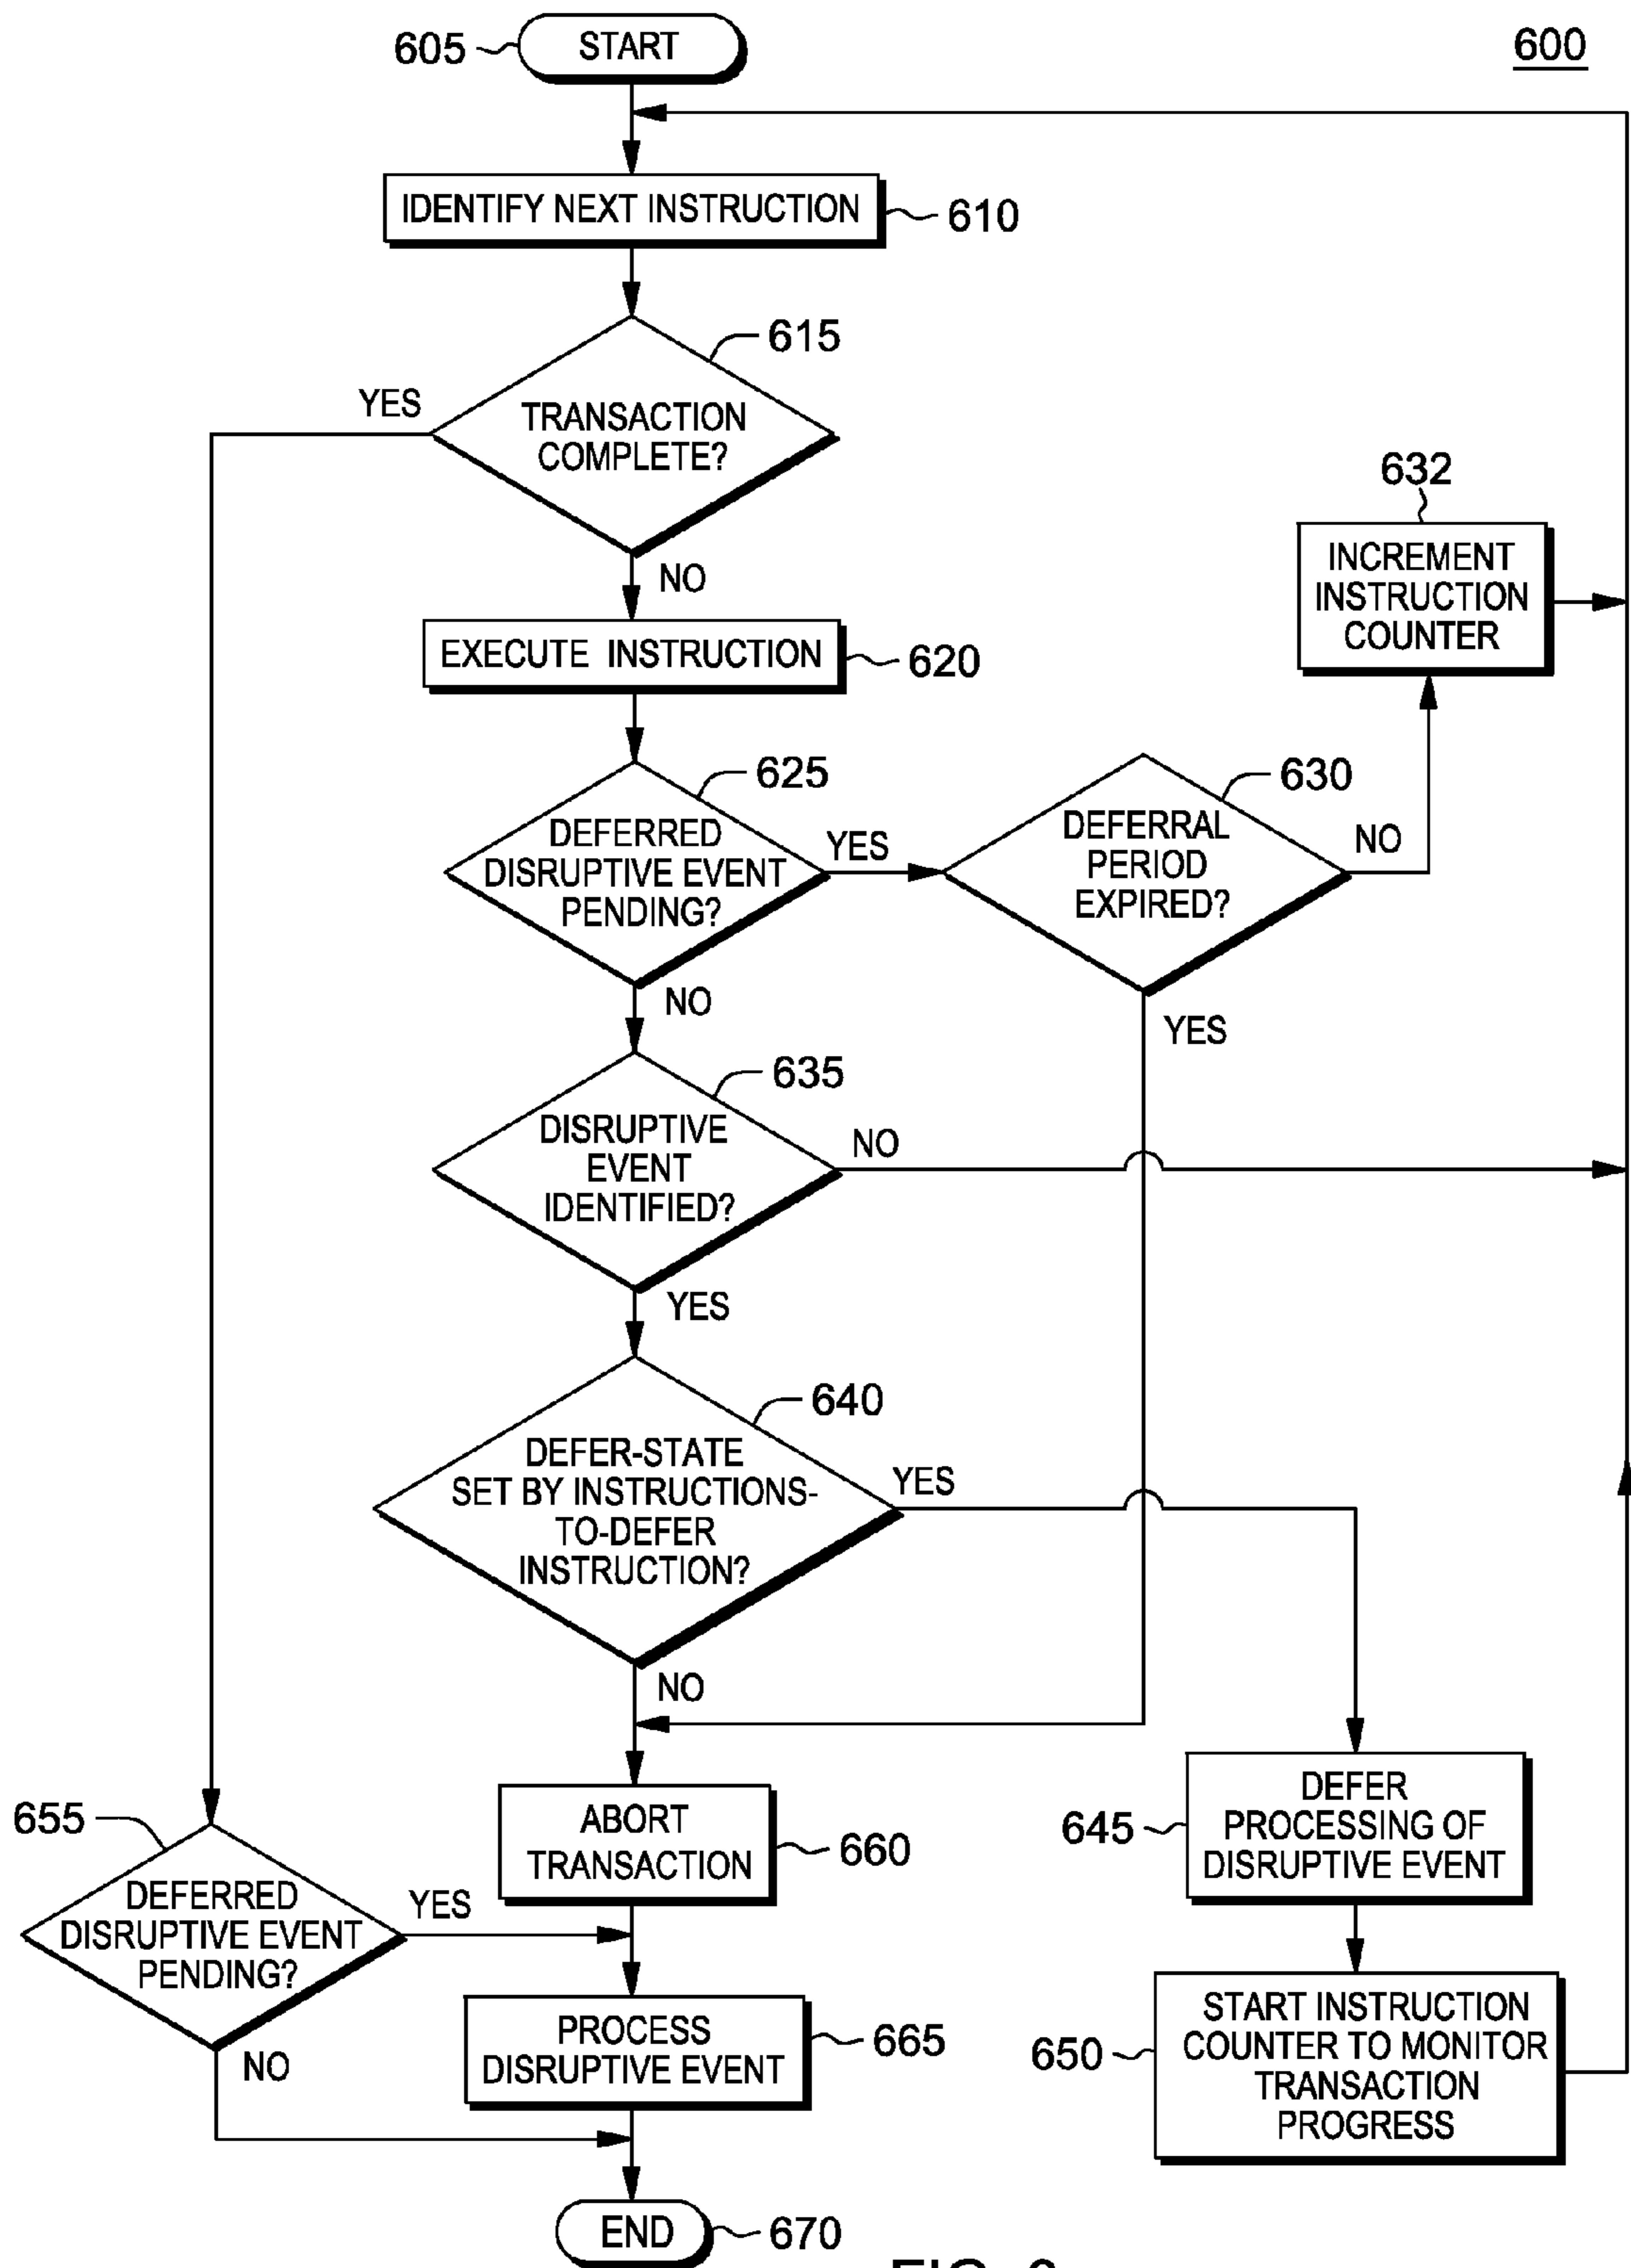 605
START
600
IDENTIFY NEXT INSTRUCTION
610
615
YES
TRANSACTION
COMPLETE?
NO
632
INCREMENT
INSTRUCTION
COUNTER
EXECUTE INSTRUCTION
620
625
DEFERRED
DISRUPTIVE EVENT
PENDING?
YES
630
DEFERRAL
PERIOD
EXPIRED?
NO
NO
YES
635
DISRUPTIVE
EVENT
IDENTIFIED?
NO
YES
640
DEFER-STATE
SET BY INSTRUCTIONS-
TO-DEFER
INSTRUCTION?
YES
NO
655
DEFERRED
DISRUPTIVE EVENT
PENDING?
YES
NO
ABORT
TRANSACTION
660
645
DEFER
PROCESSING OF
DISRUPTIVE EVENT
PROCESS
DISRUPTIVE EVENT
665
650
START INSTRUCTION
COUNTER TO MONITOR
TRANSACTION
PROGRESS
END
670